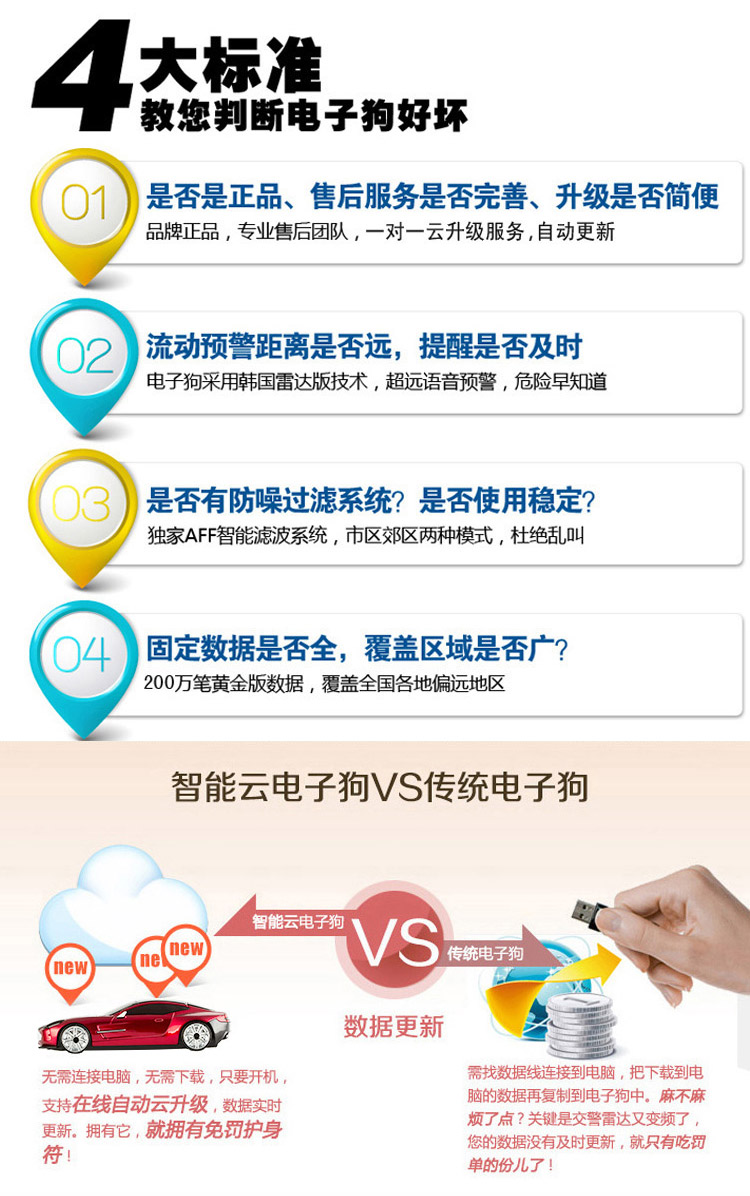 4大标准
教您判断电子狗好坏
01
是否是正品、售后服务是否完善、升级是否简便
品牌正品，专业售后团队，一对一云升级服务，自动更新
02
流动预警距离是否远，提醒是否及时
电子狗采用韩国雷达版技术，超远语音预警，危险早知道
03
是否有防噪过滤系统？是否使用稳定？
独家AFF智能滤波系统，市区郊区两种模式，杜绝乱叫
04
固定数据是否全，覆盖区域是否广？
200万笔黄金版数据，覆盖全国各地偏远地区
智能云电子狗VS传统电子狗
智能云电子狗
VS
传统电子狗
new
ne
new
数据更新
无需连接电脑，无需下载，只要开机，
支持在线自动云升级，数据实时
更新。拥有它，就拥有免罚护身
符！
需找数据线连接到电脑，把下载到电
脑的数据再复制到电子狗中。麻不麻
烦了点？关键是交警雷达又变频了，
您的数据没有及时更新，就只有吃罚
单的份儿了！